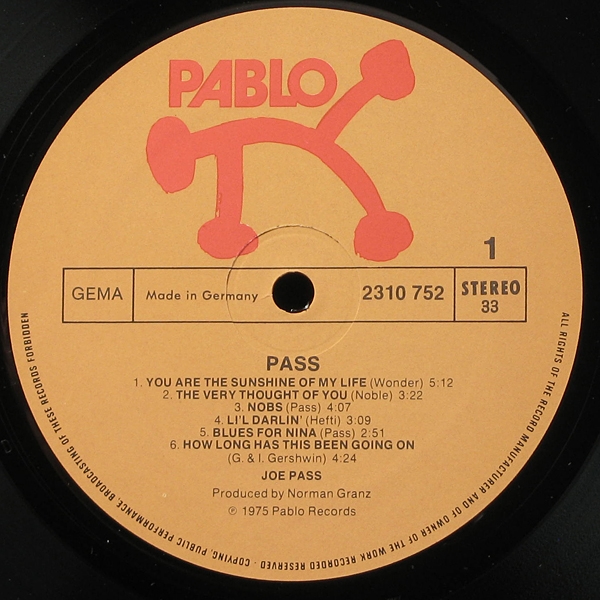 PABLO
1
GEMA
Made in Germany
2310 752
STEREO
33
PASS
1. YOU ARE THE SUNSHINE OF MY LIFE (Wonder) 5:12
2. THE VERY THOUGHT OF YOU (Noble) 3:22
3. NOBS (Pass) 4:07
4. LI'L DARLIN' (Hefti) 3:09
5. BLUES FOR NINA (Pass) 2:51
6. HOW LONG HAS THIS BEEN GOING ON
(G. & I. Gershwin) 4:24
JOE PASS
Produced by Norman Granz
℗ 1975 Pablo Records
ALL RIGHTS OF THE RECORD MANUFACTURER AND OF OWNER OF THE WORK RECORDED RESERVED - COPYING, PUBLIC PERFORMANCE, BROADCASTING OF THESE RECORDS FORBIDDEN